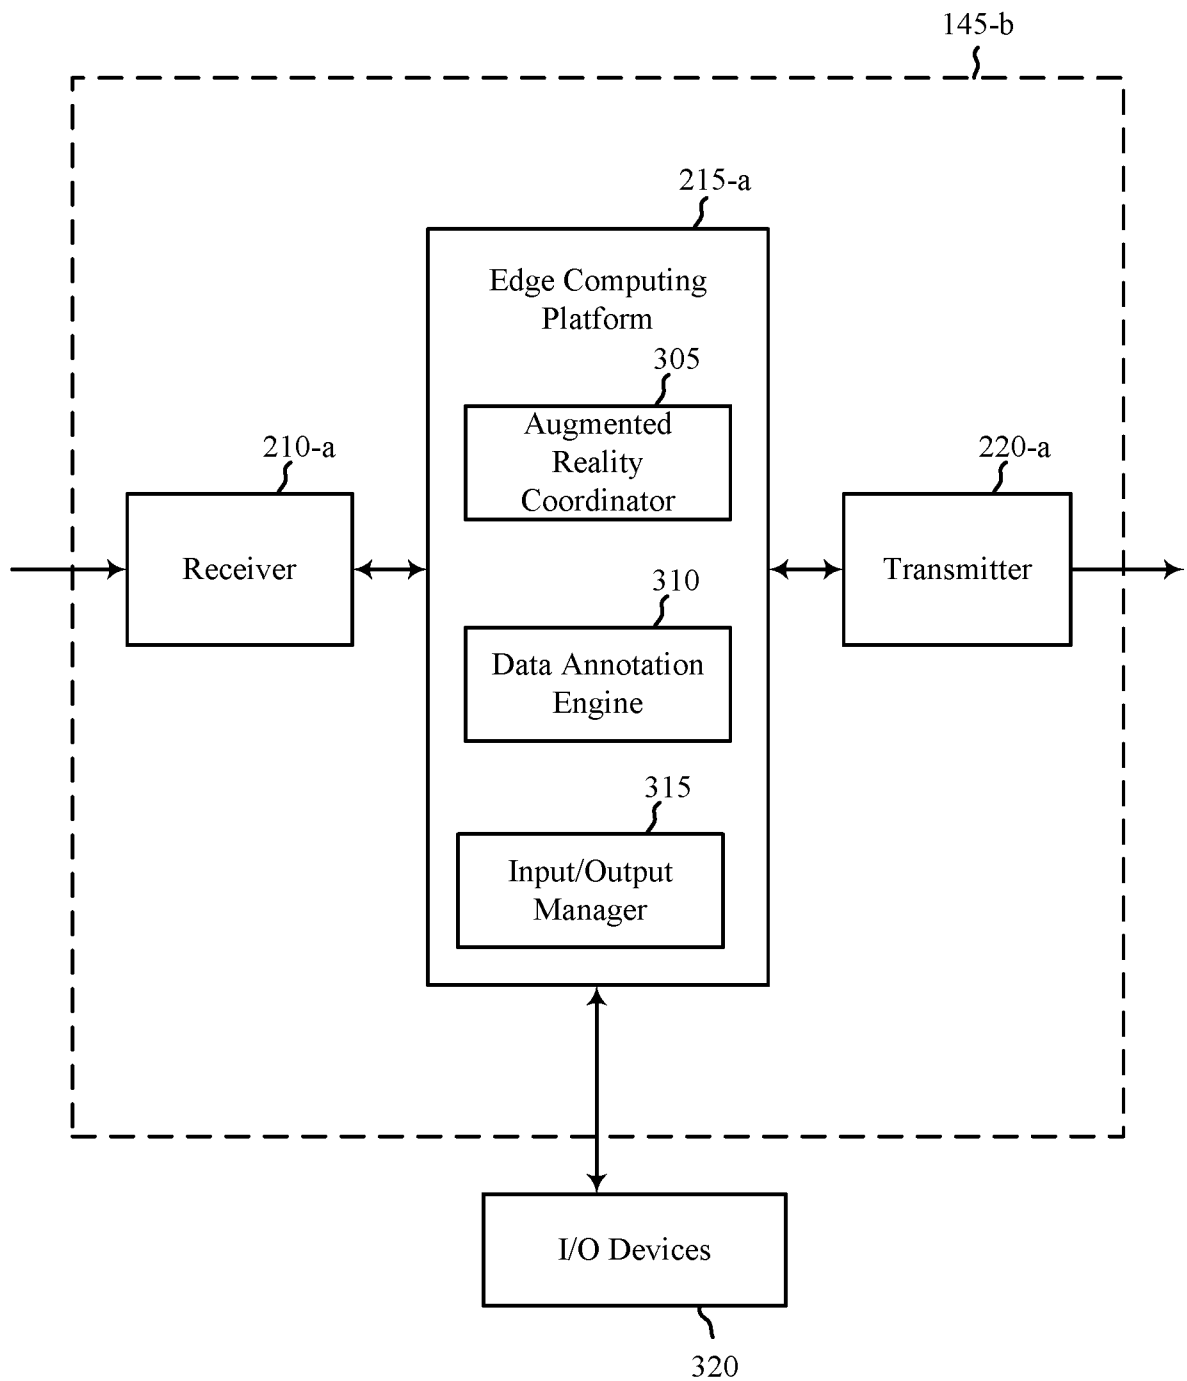 145-b
215-a
Edge Computing
Platform
305
Augmented
Reality
Coordinator
210-a
Receiver
220-a
Transmitter
310
Data Annotation
Engine
315
Input/Output
Manager
I/O Devices
320